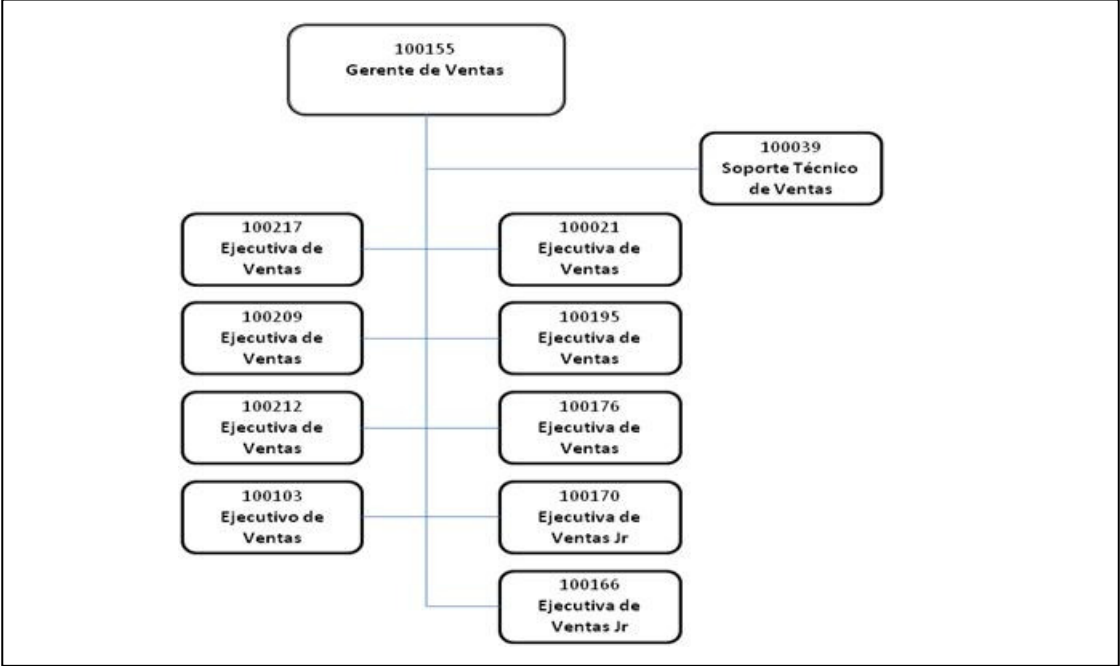 100155
Gerente de Ventas
100039
Soporte Técnico
de Ventas
100217
Ejecutiva de
Ventas
100021
Ejecutiva de
Ventas
100209
Ejecutiva de
Ventas
100195
Ejecutiva de
Ventas
100212
Ejecutiva de
Ventas
100176
Ejecutiva de
Ventas
100103
Ejecutivo de
Ventas
100170
Ejecutiva de
Ventas Jr
100166
Ejecutiva de
Ventas Jr